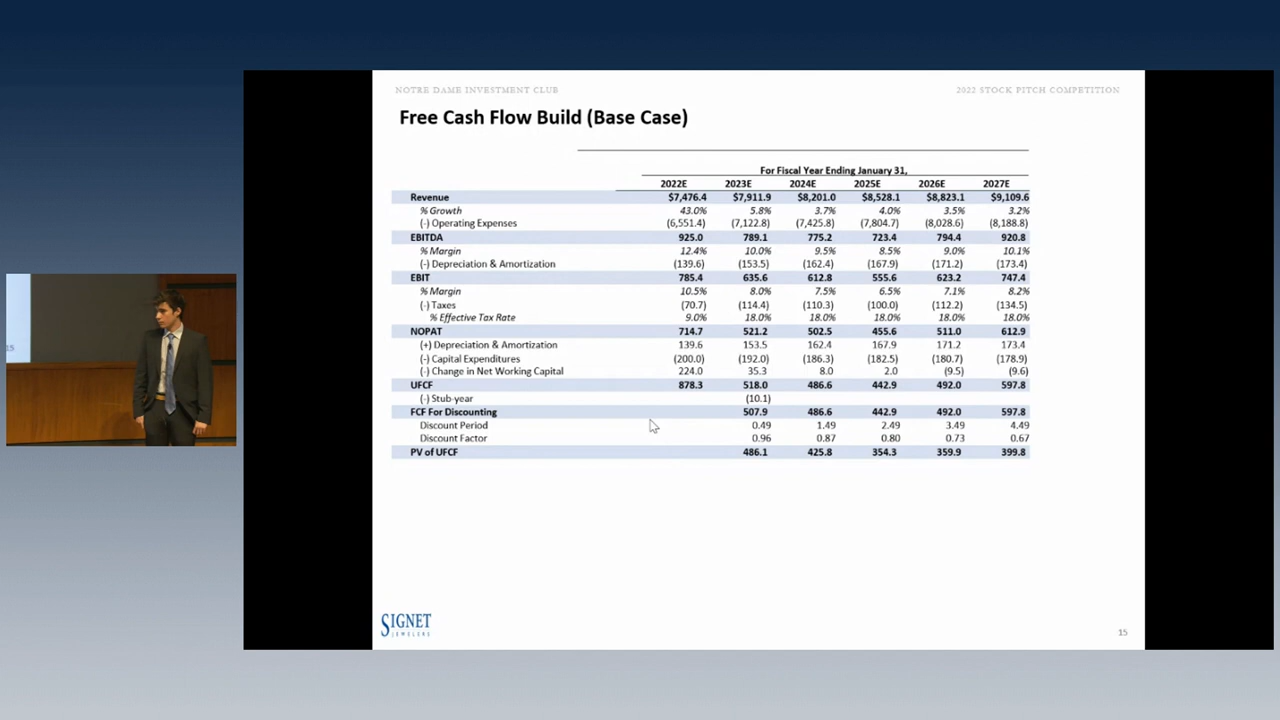 NOTRE DAME INVESTMENT CLUB 2022 STOCK PITCH COMPETITION
Free Cash Flow Build (Base Case)
For Fiscal Year Ending January 31,
2022E 2023E 2024E 2025E 2026E 2027E
Revenue $7,476.4 $7,911.9 $8,201.0 $8,528.1 $8,823.1 $9,109.6
% Growth 43.0% 5.8% 3.7% 4.0% 3.5% 3.2%
(-) Operating Expenses (6,551.4) (7,122.8) (7,425.8) (7,804.7) (8,028.6) (8,188.8)
EBITDA 925.0 789.1 775.2 723.4 794.4 920.8
% Margin 12.4% 10.0% 9.5% 8.5% 9.0% 10.1%
(-) Depreciation & Amortization (139.6) (153.5) (162.4) (167.9) (171.2) (173.4)
EBIT 785.4 635.6 612.8 555.6 623.2 747.4
% Margin 10.5% 8.0% 7.5% 6.5% 7.1% 8.2%
(-) Taxes (70.7) (114.4) (110.3) (100.0) (112.2) (134.5)
% Effective Tax Rate 9.0% 18.0% 18.0% 18.0% 18.0% 18.0%
NOPAT 714.7 521.2 502.5 455.6 511.0 612.9
(+) Depreciation & Amortization 139.6 153.5 162.4 167.9 171.2 173.4
(-) Capital Expenditures (200.0) (192.0) (186.3) (182.5) (180.7) (178.9)
(-) Change in Net Working Capital 224.0 35.3 8.0 2.0 (9.5) (9.6)
UFCF 878.3 518.0 486.6 442.9 492.0 597.8
(-) Stub-year (10.1)
FCF For Discounting 507.9 486.6 442.9 492.0 597.8
Discount Period 0.49 1.49 2.49 3.49 4.49
Discount Factor 0.96 0.87 0.80 0.73 0.67
PV of UFCF 486.1 425.8 354.3 359.9 399.8
SIGNET
JEWELERS
15
15